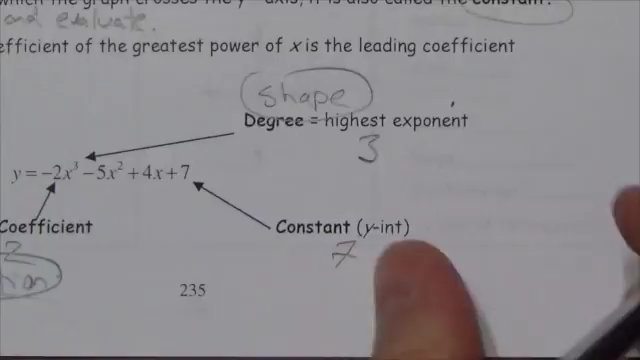 which the graph crosses the y-axis, it is also called the constant.
and evaluate.
efficient of the greatest power of x is the leading coefficient
shape
Degree = highest exponent
3
y = −2x³ − 5x² + 4x + 7
Coefficient
Constant (y-int)
7
235